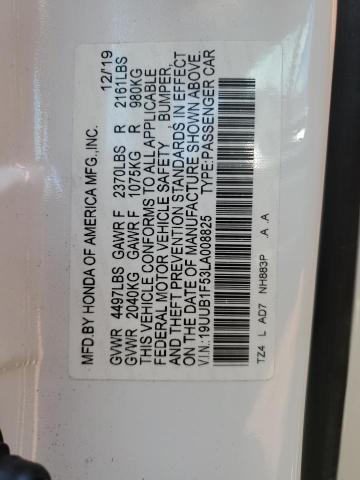 MFD.BY HONDA OF AMERICA MFG.,INC. 12/19
GVWR 4497LBS GAWR F 2370LBS R 2161LBS
GVWR 2040KG GAWR F 1075KG R 980KG
THIS VEHICLE CONFORMS TO ALL APPLICABLE
FEDERAL MOTOR VEHICLE SAFETY , BUMPER,
AND THEFT PREVENTION STANDARDS IN EFFECT
ON THE DATE OF MANUFACTURE SHOWN ABOVE.
V.I.N.:19UUB1F53LA008825 TYPE:PASSENGER CAR
TZ4 L AD7 NH883P A .A